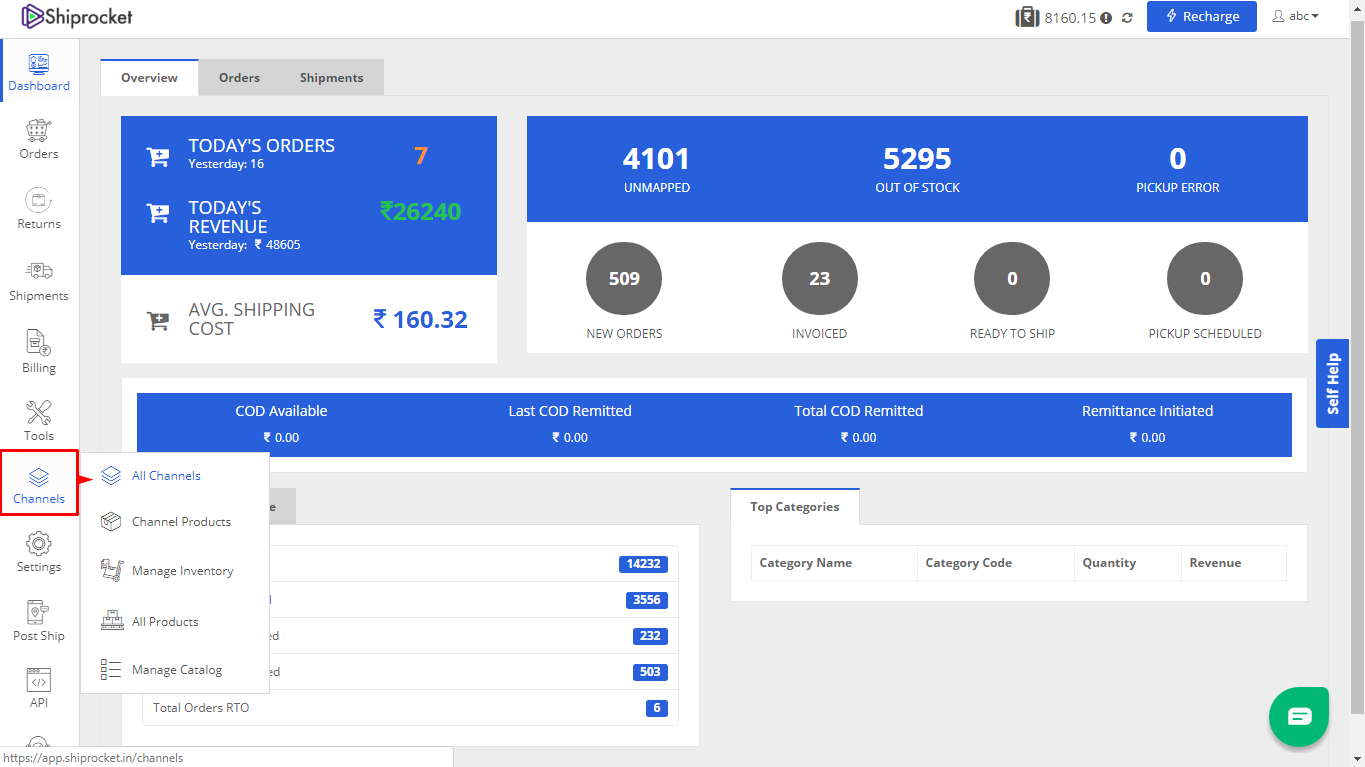 Shiprocket
8160.15
Recharge
abc
Dashboard
Orders
Returns
Shipments
Billing
Tools
Channels
Settings
Post Ship
API
All Channels
Channel Products
Manage Inventory
All Products
Manage Catalog
Overview Orders Shipments
TODAY'S ORDERS 7
Yesterday: 16
TODAY'S
REVENUE
₹26240
Yesterday: ₹ 48605
AVG. SHIPPING
COST
₹ 160.32
4101 5295 0
UNMAPPED OUT OF STOCK PICKUP ERROR
509 23 0 0
NEW ORDERS INVOICED READY TO SHIP PICKUP SCHEDULED
Self Help
COD Available Last COD Remitted Total COD Remitted Remittance Initiated
₹ 0.00 ₹ 0.00 ₹ 0.00 ₹ 0.00
14232
3556
232
503
Total Orders RTO 6
Top Categories
Category Name Category Code Quantity Revenue
https://app.shiprocket.in/channels